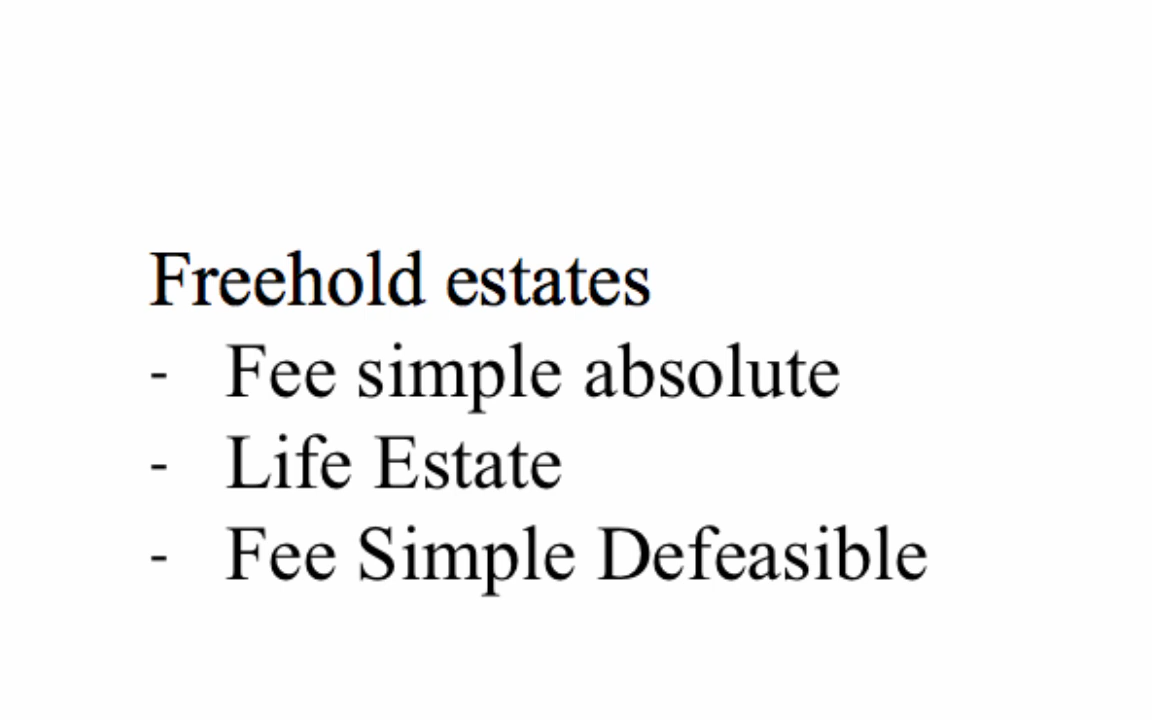 Freehold estates
- Fee simple absolute
- Life Estate
- Fee Simple Defeasible